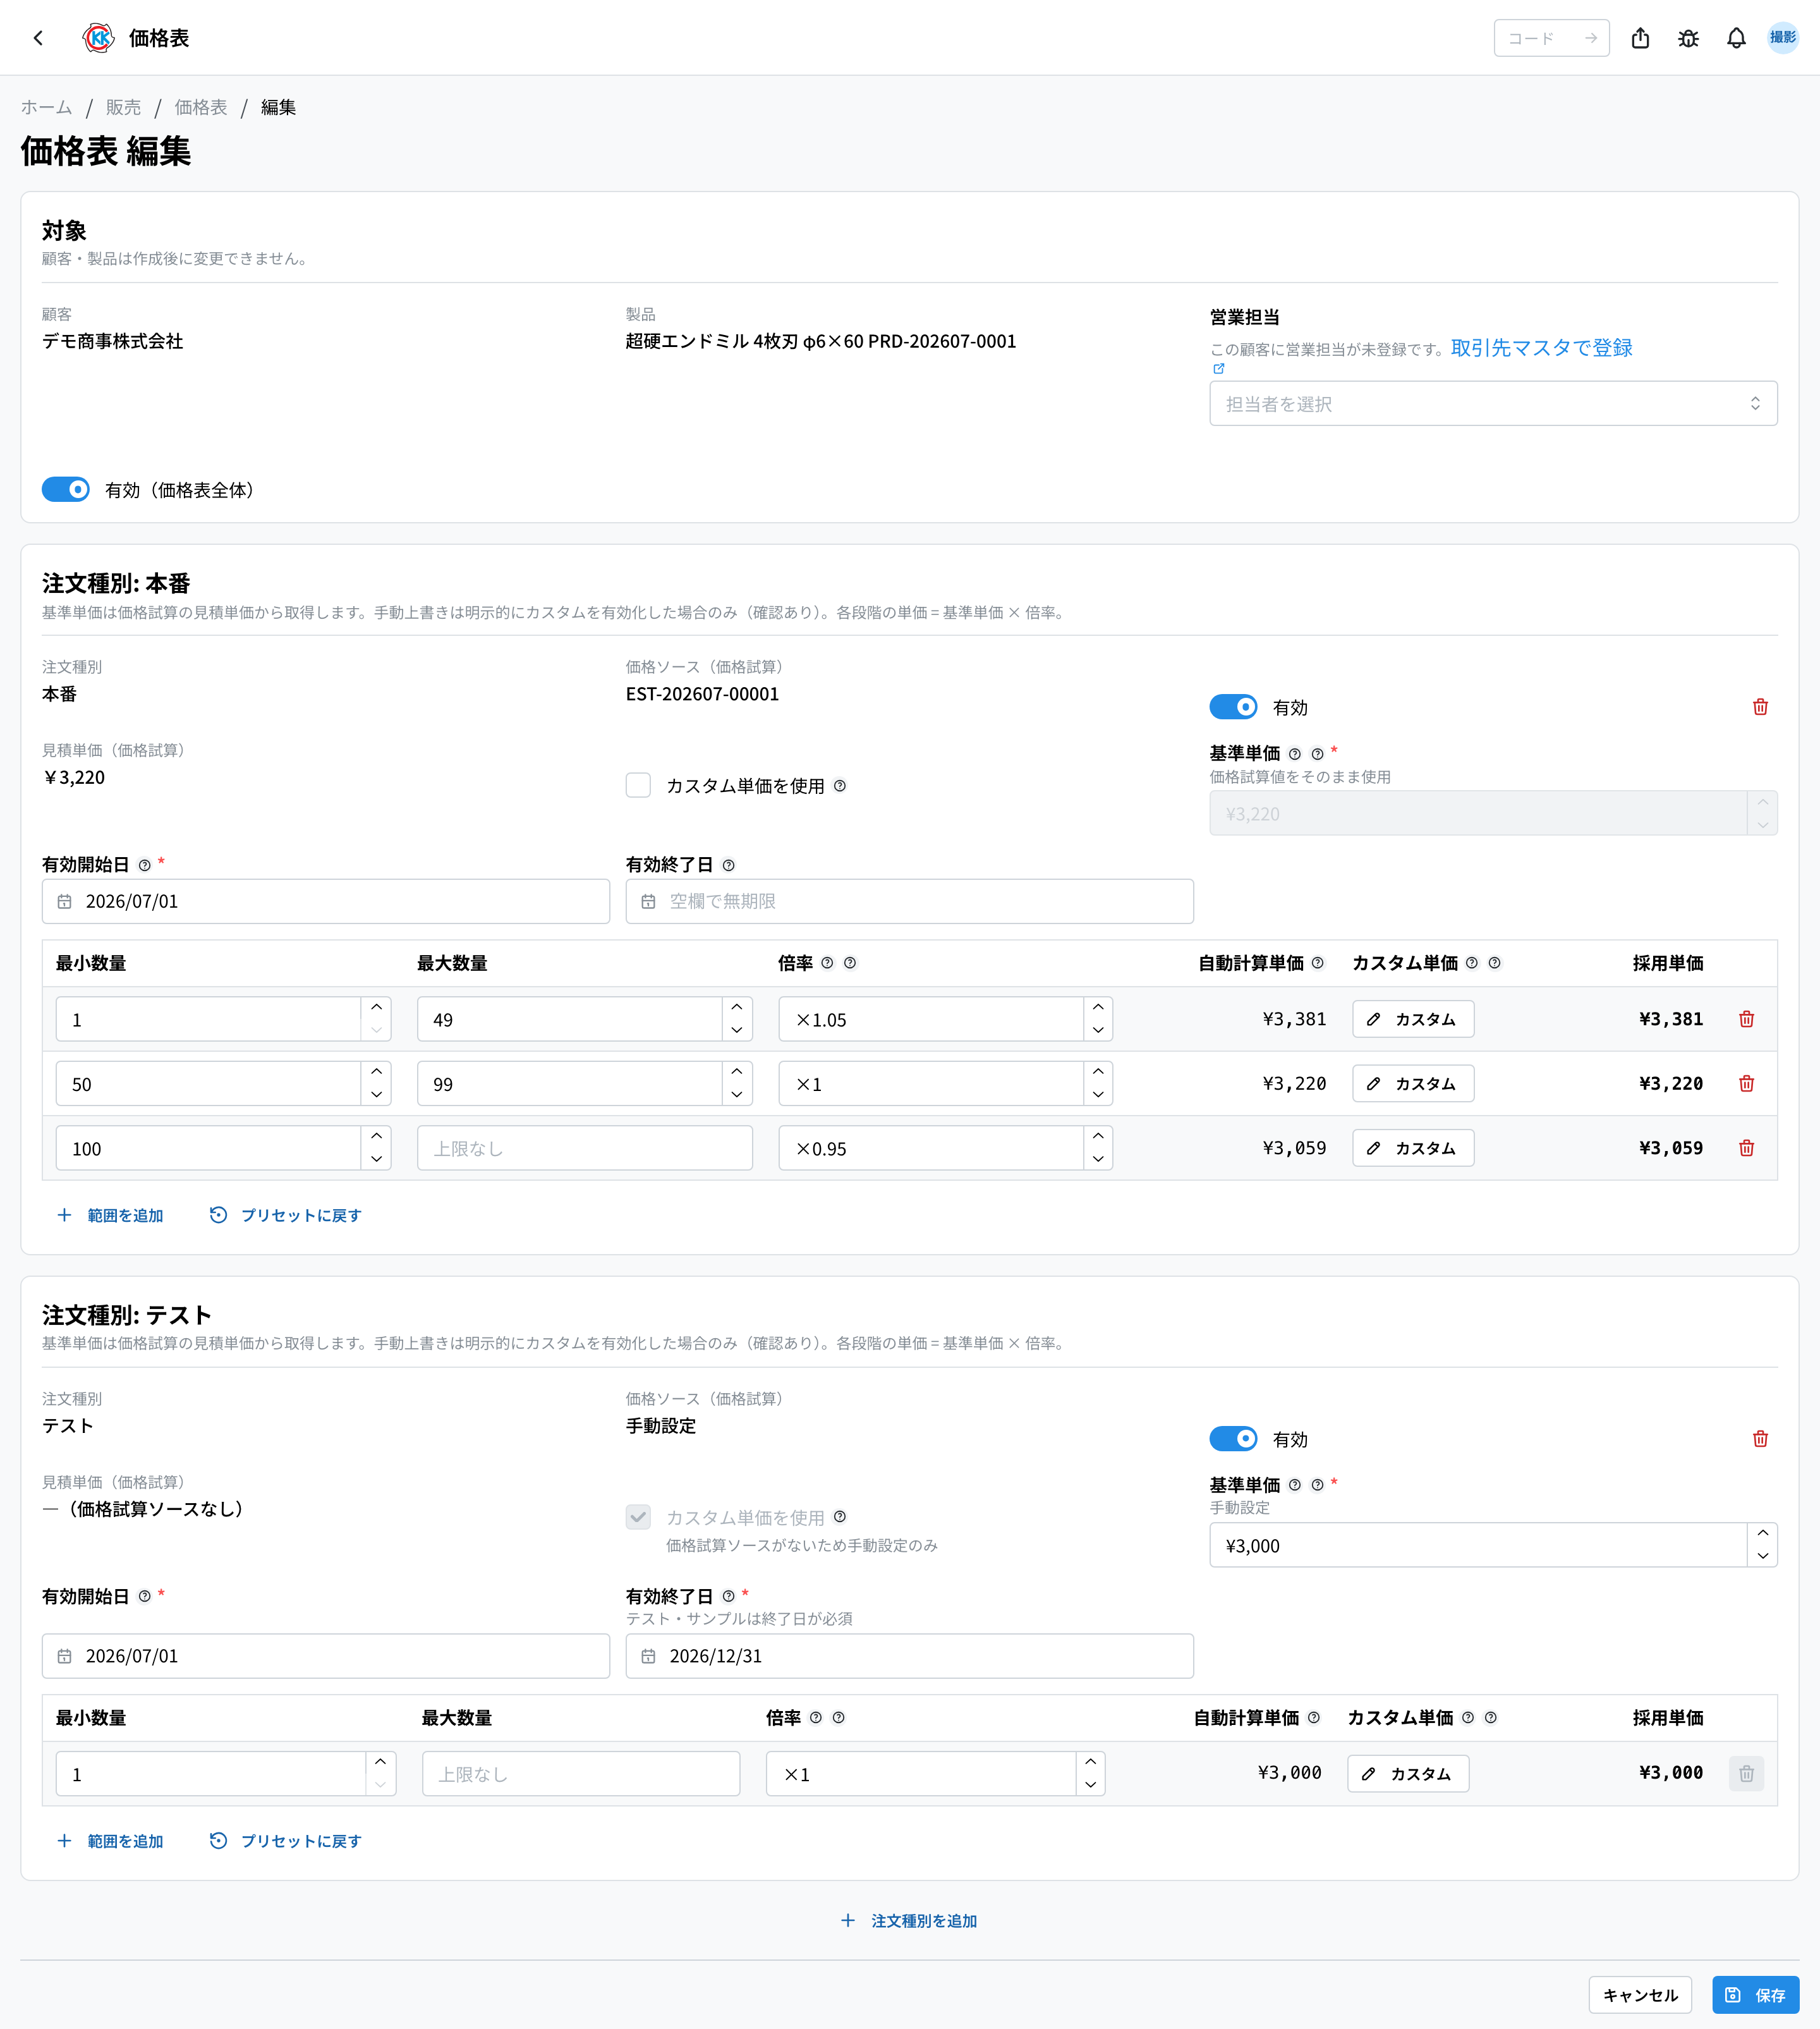 KK 価格表
コード
撮影
ホーム / 販売 / 価格表 / 編集
価格表 編集
対象
顧客・製品は作成後に変更できません。
顧客
デモ商事株式会社
製品
超硬エンドミル 4枚刃 φ6×60 PRD-202607-0001
営業担当
この顧客に営業担当が未登録です。取引先マスタで登録
担当者を選択
有効（価格表全体）
注文種別: 本番
基準単価は価格試算の見積単価から取得します。手動上書きは明示的にカスタムを有効化した場合のみ（確認あり）。各段階の単価 = 基準単価 × 倍率。
注文種別
本番
価格ソース（価格試算）
EST-202607-00001
有効
見積単価（価格試算）
￥3,220
カスタム単価を使用
基準単価 *
価格試算値をそのまま使用
¥3,220
有効開始日 *
2026/07/01
有効終了日
空欄で無期限
最小数量 最大数量 倍率 自動計算単価 カスタム単価 採用単価
1 49 ×1.05 ¥3,381 カスタム ¥3,381
50 99 ×1 ¥3,220 カスタム ¥3,220
100 上限なし ×0.95 ¥3,059 カスタム ¥3,059
範囲を追加 プリセットに戻す
注文種別: テスト
基準単価は価格試算の見積単価から取得します。手動上書きは明示的にカスタムを有効化した場合のみ（確認あり）。各段階の単価 = 基準単価 × 倍率。
注文種別
テスト
価格ソース（価格試算）
手動設定
有効
見積単価（価格試算）
—（価格試算ソースなし）
カスタム単価を使用
価格試算ソースがないため手動設定のみ
基準単価 *
手動設定
¥3,000
有効開始日 *
2026/07/01
有効終了日 *
テスト・サンプルは終了日が必須
2026/12/31
最小数量 最大数量 倍率 自動計算単価 カスタム単価 採用単価
1 上限なし ×1 ¥3,000 カスタム ¥3,000
範囲を追加 プリセットに戻す
注文種別を追加
キャンセル 保存